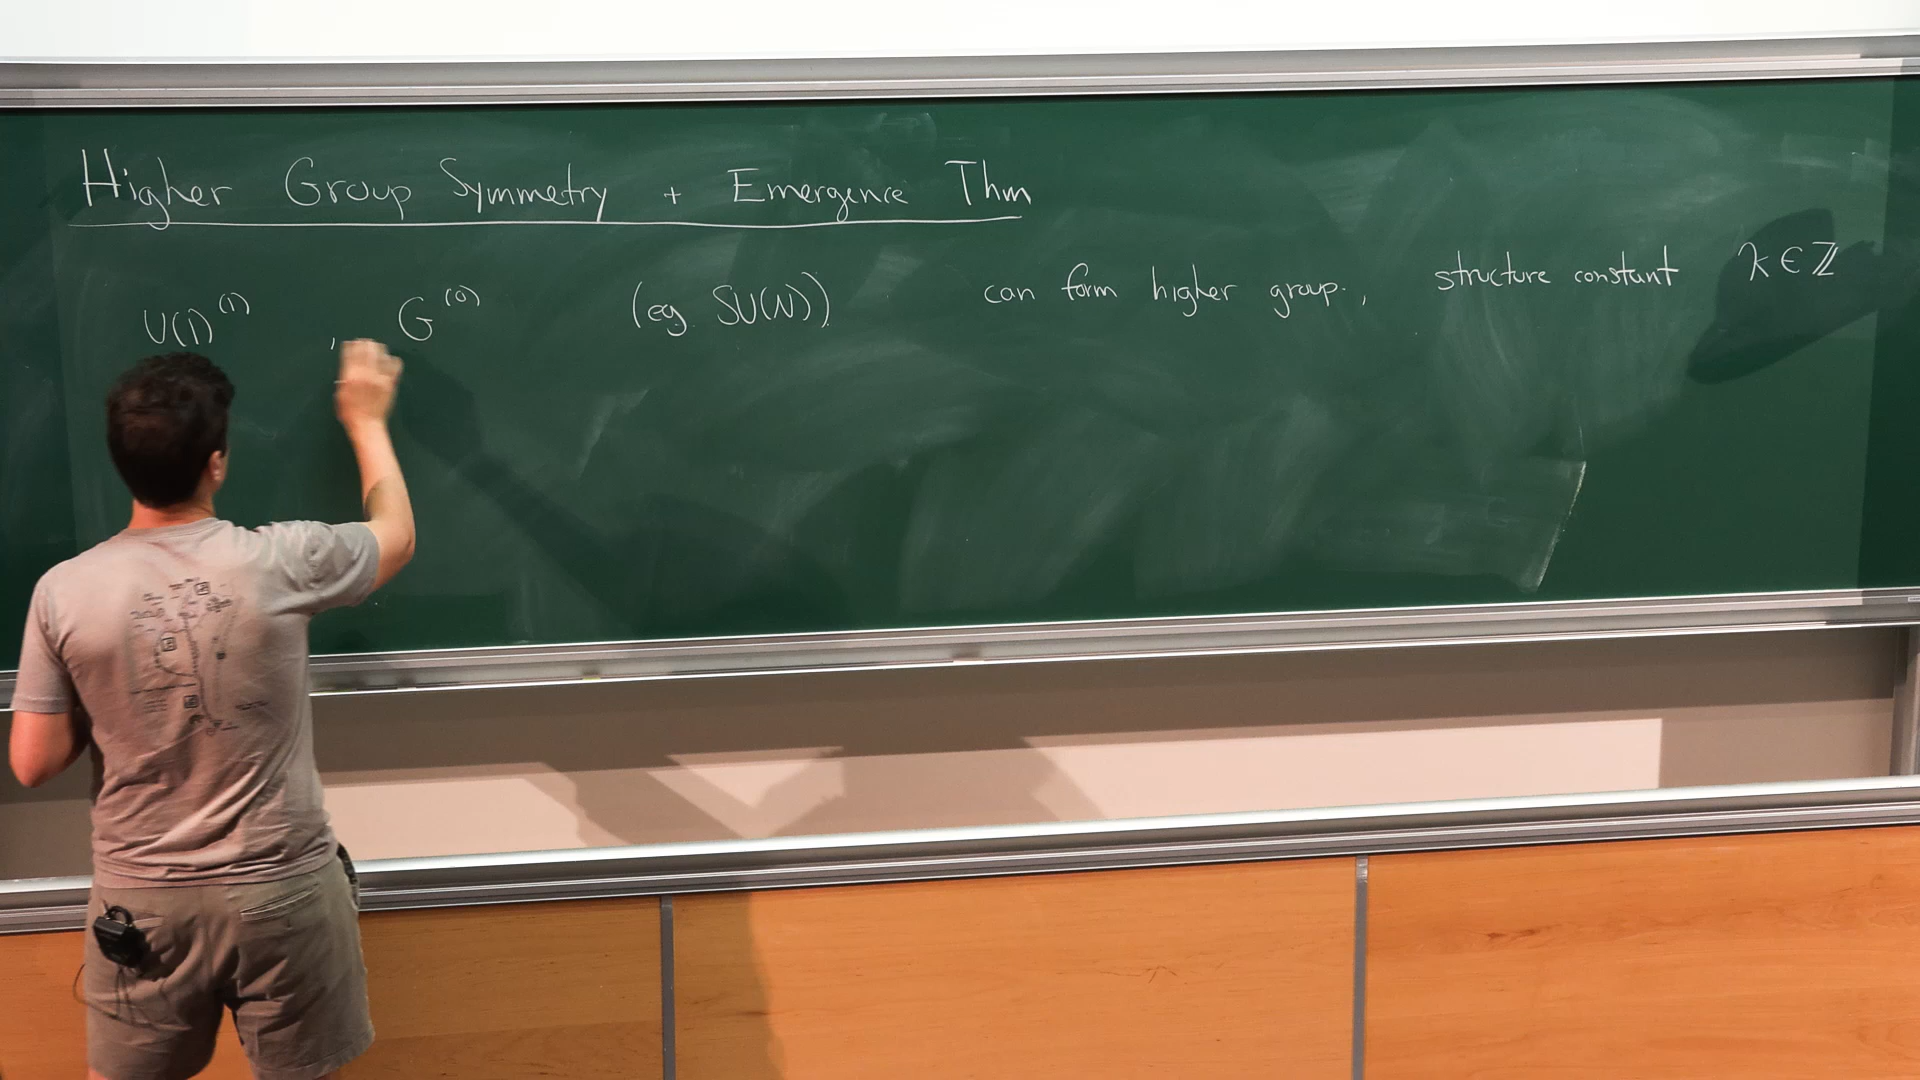 Higher Group Symmetry + Emergence Thm
U(1)^(1) , G^(0) (eg SU(N)) can form higher group., structure constant k∈ℤ